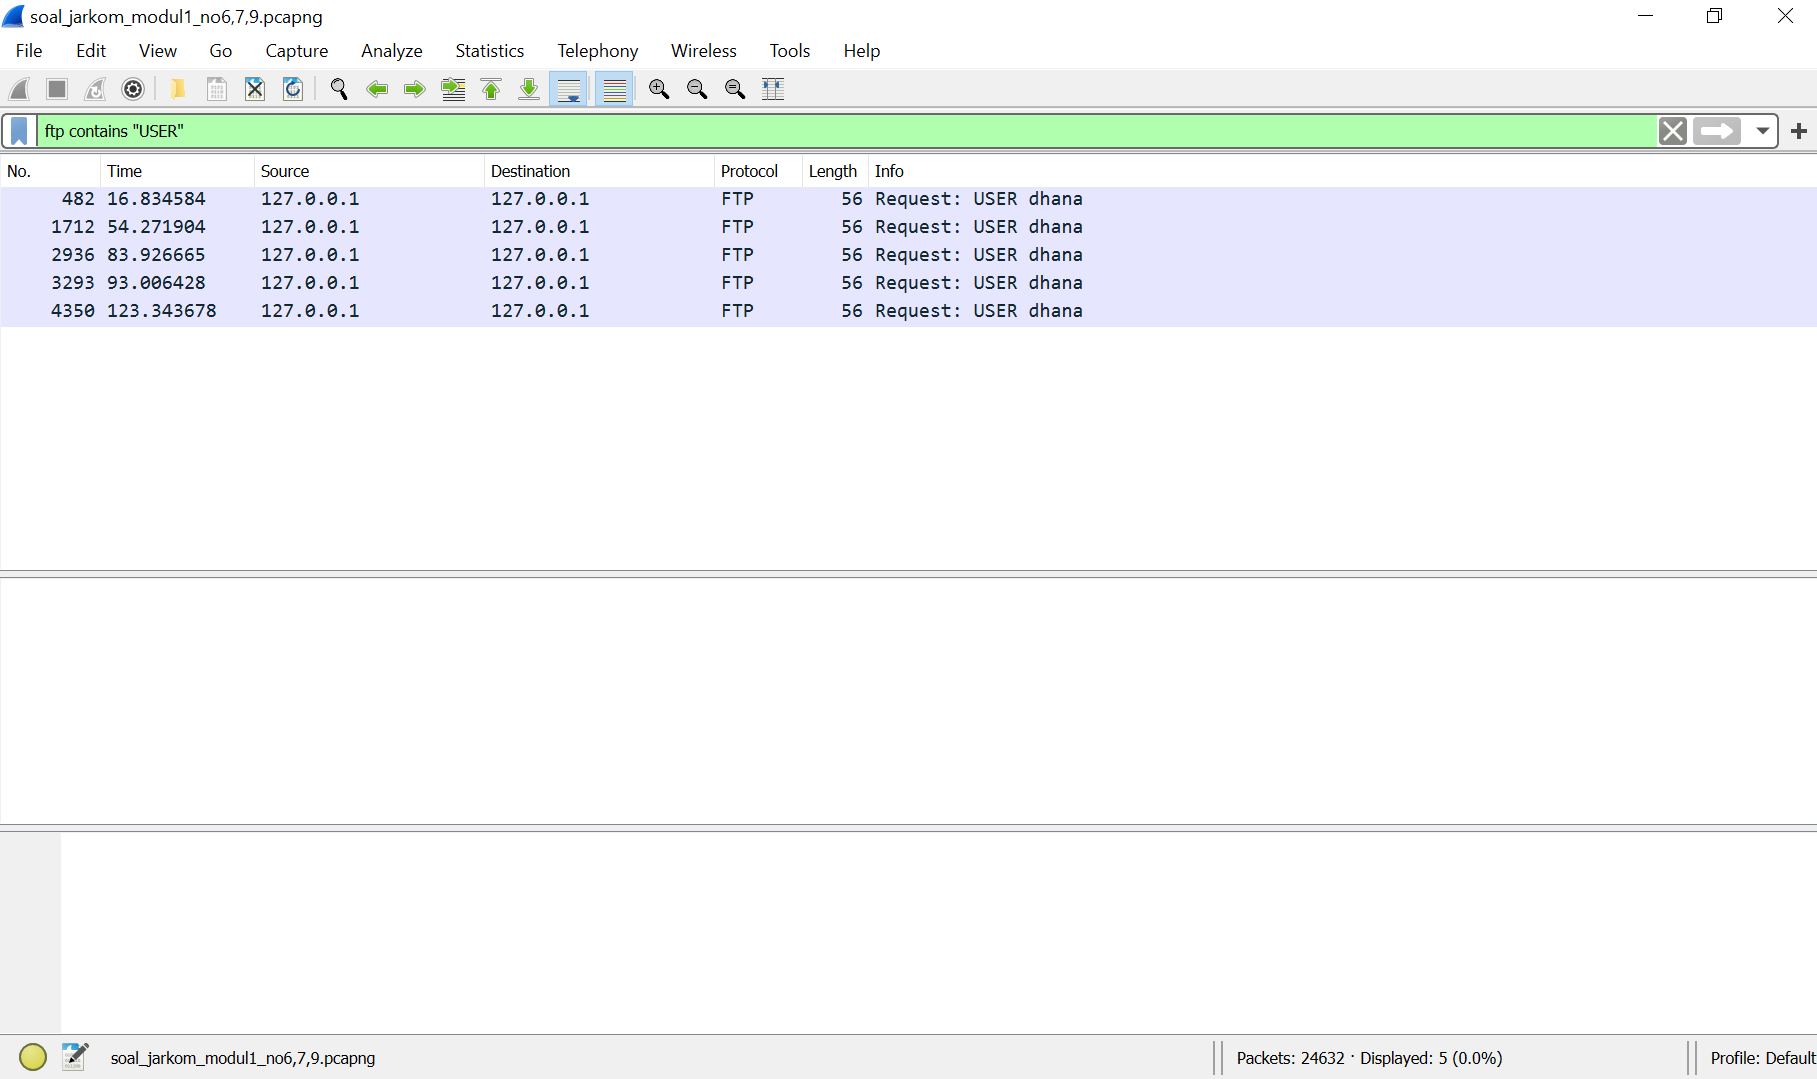 soal_jarkom_modul1_no6,7,9.pcapng
File Edit View Go Capture Analyze Statistics Telephony Wireless Tools Help
ftp contains "USER"
No. Time Source Destination Protocol Length Info
482 16.834584 127.0.0.1 127.0.0.1 FTP 56 Request: USER dhana
1712 54.271904 127.0.0.1 127.0.0.1 FTP 56 Request: USER dhana
2936 83.926665 127.0.0.1 127.0.0.1 FTP 56 Request: USER dhana
3293 93.006428 127.0.0.1 127.0.0.1 FTP 56 Request: USER dhana
4350 123.343678 127.0.0.1 127.0.0.1 FTP 56 Request: USER dhana
soal_jarkom_modul1_no6,7,9.pcapng Packets: 24632 · Displayed: 5 (0.0%) Profile: Default